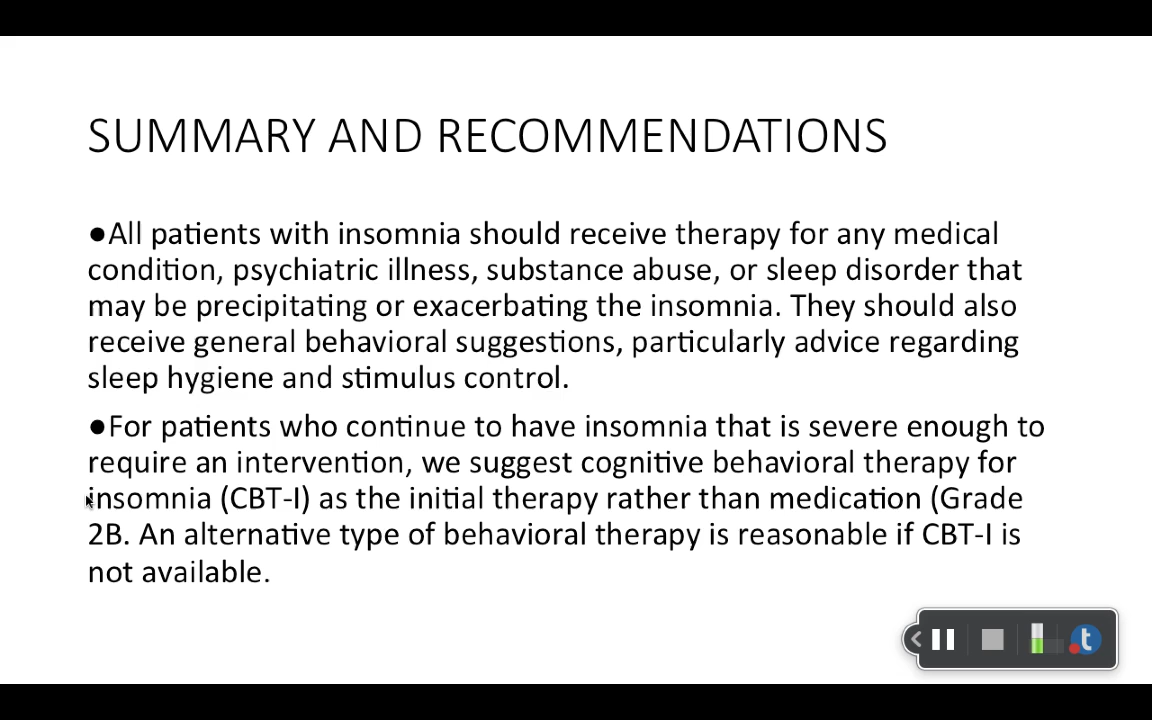 SUMMARY AND RECOMMENDATIONS
●All patients with insomnia should receive therapy for any medical
condition, psychiatric illness, substance abuse, or sleep disorder that
may be precipitating or exacerbating the insomnia. They should also
receive general behavioral suggestions, particularly advice regarding
sleep hygiene and stimulus control.
●For patients who continue to have insomnia that is severe enough to
require an intervention, we suggest cognitive behavioral therapy for
insomnia (CBT-I) as the initial therapy rather than medication (Grade
2B. An alternative type of behavioral therapy is reasonable if CBT-I is
not available.
t